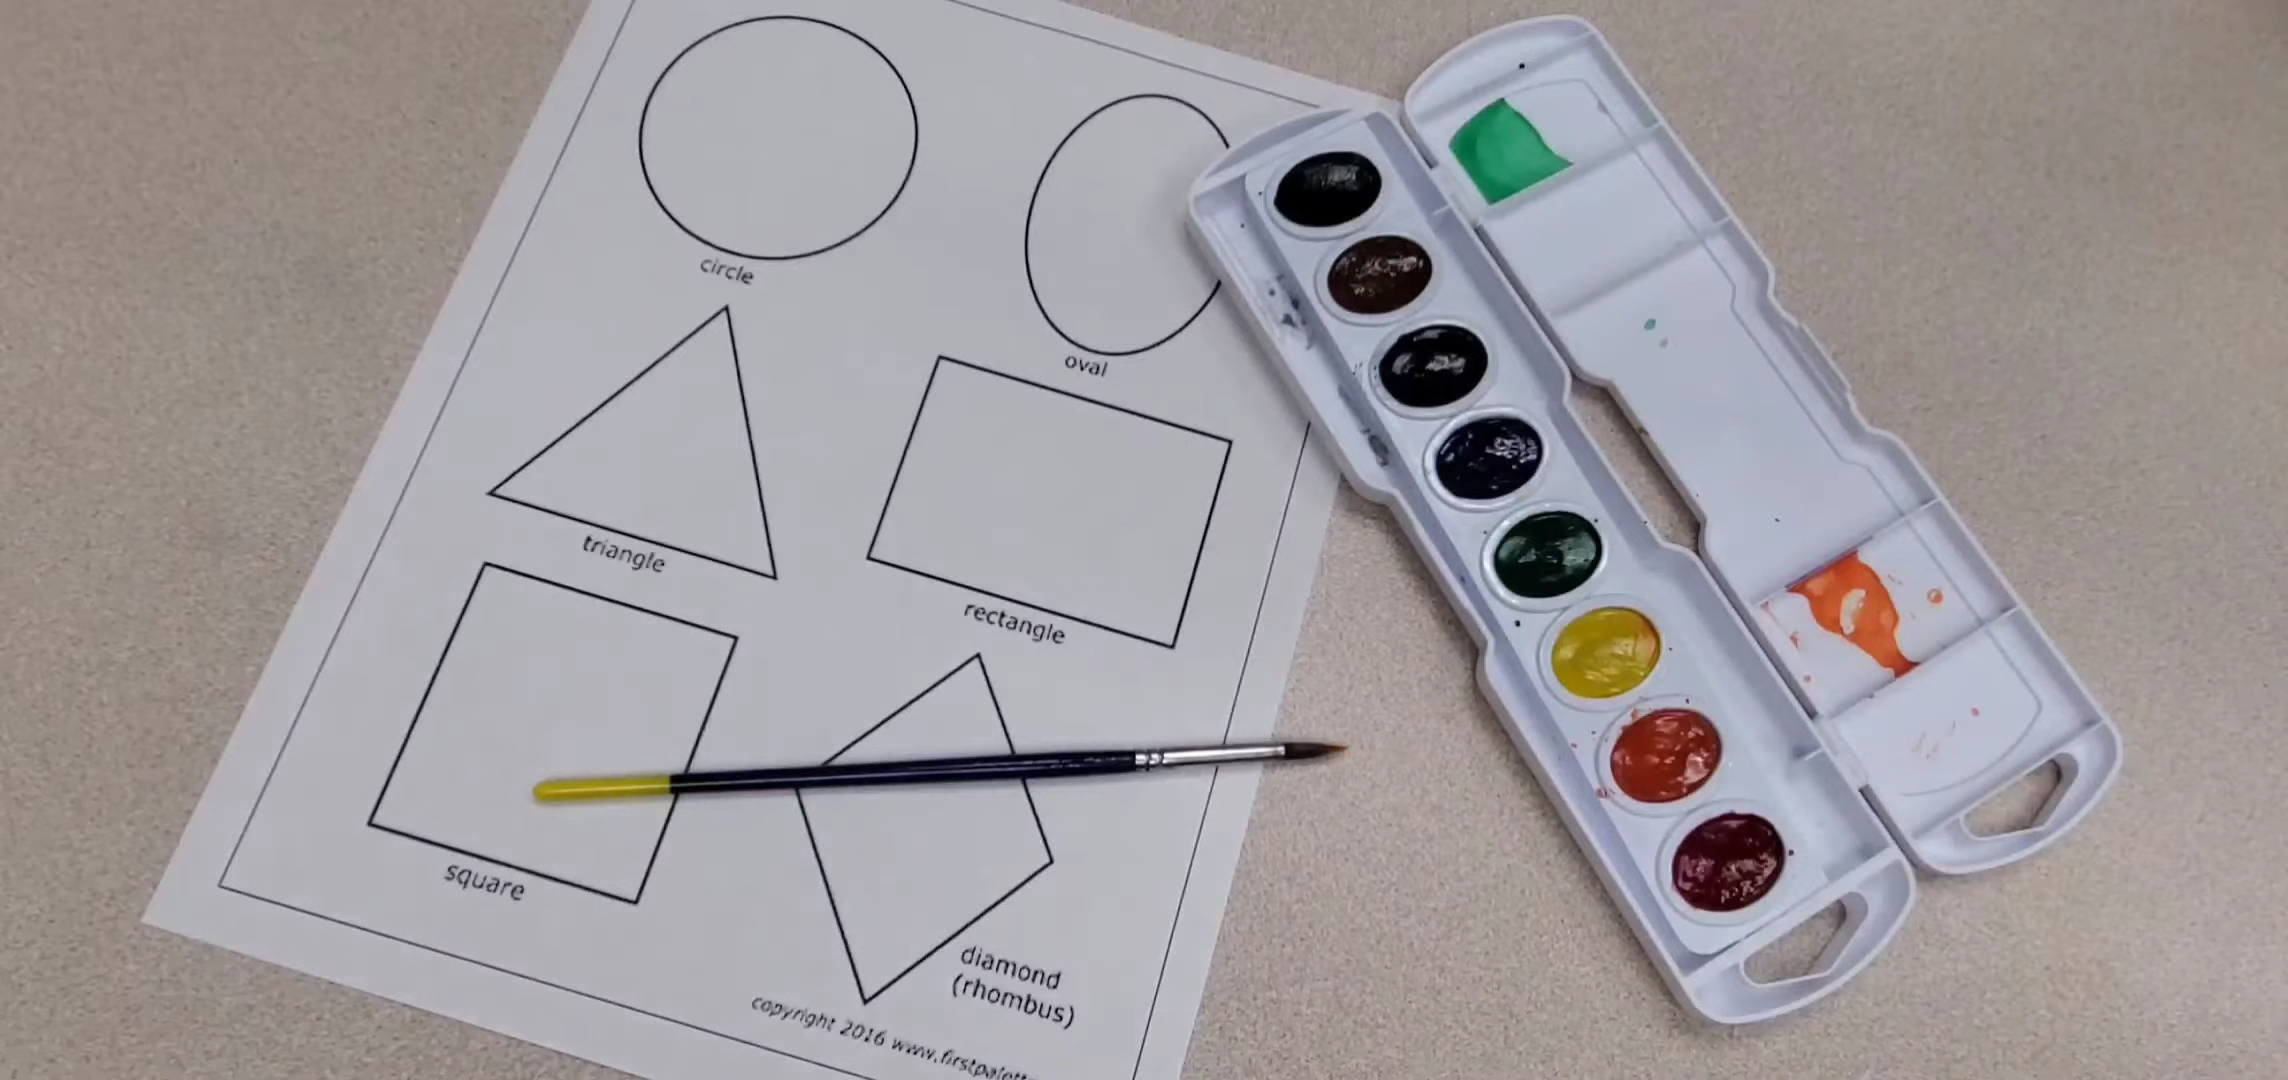 circle
oval
triangle
rectangle
square
diamond
(rhombus)
copyright 2016 www.firstpalett